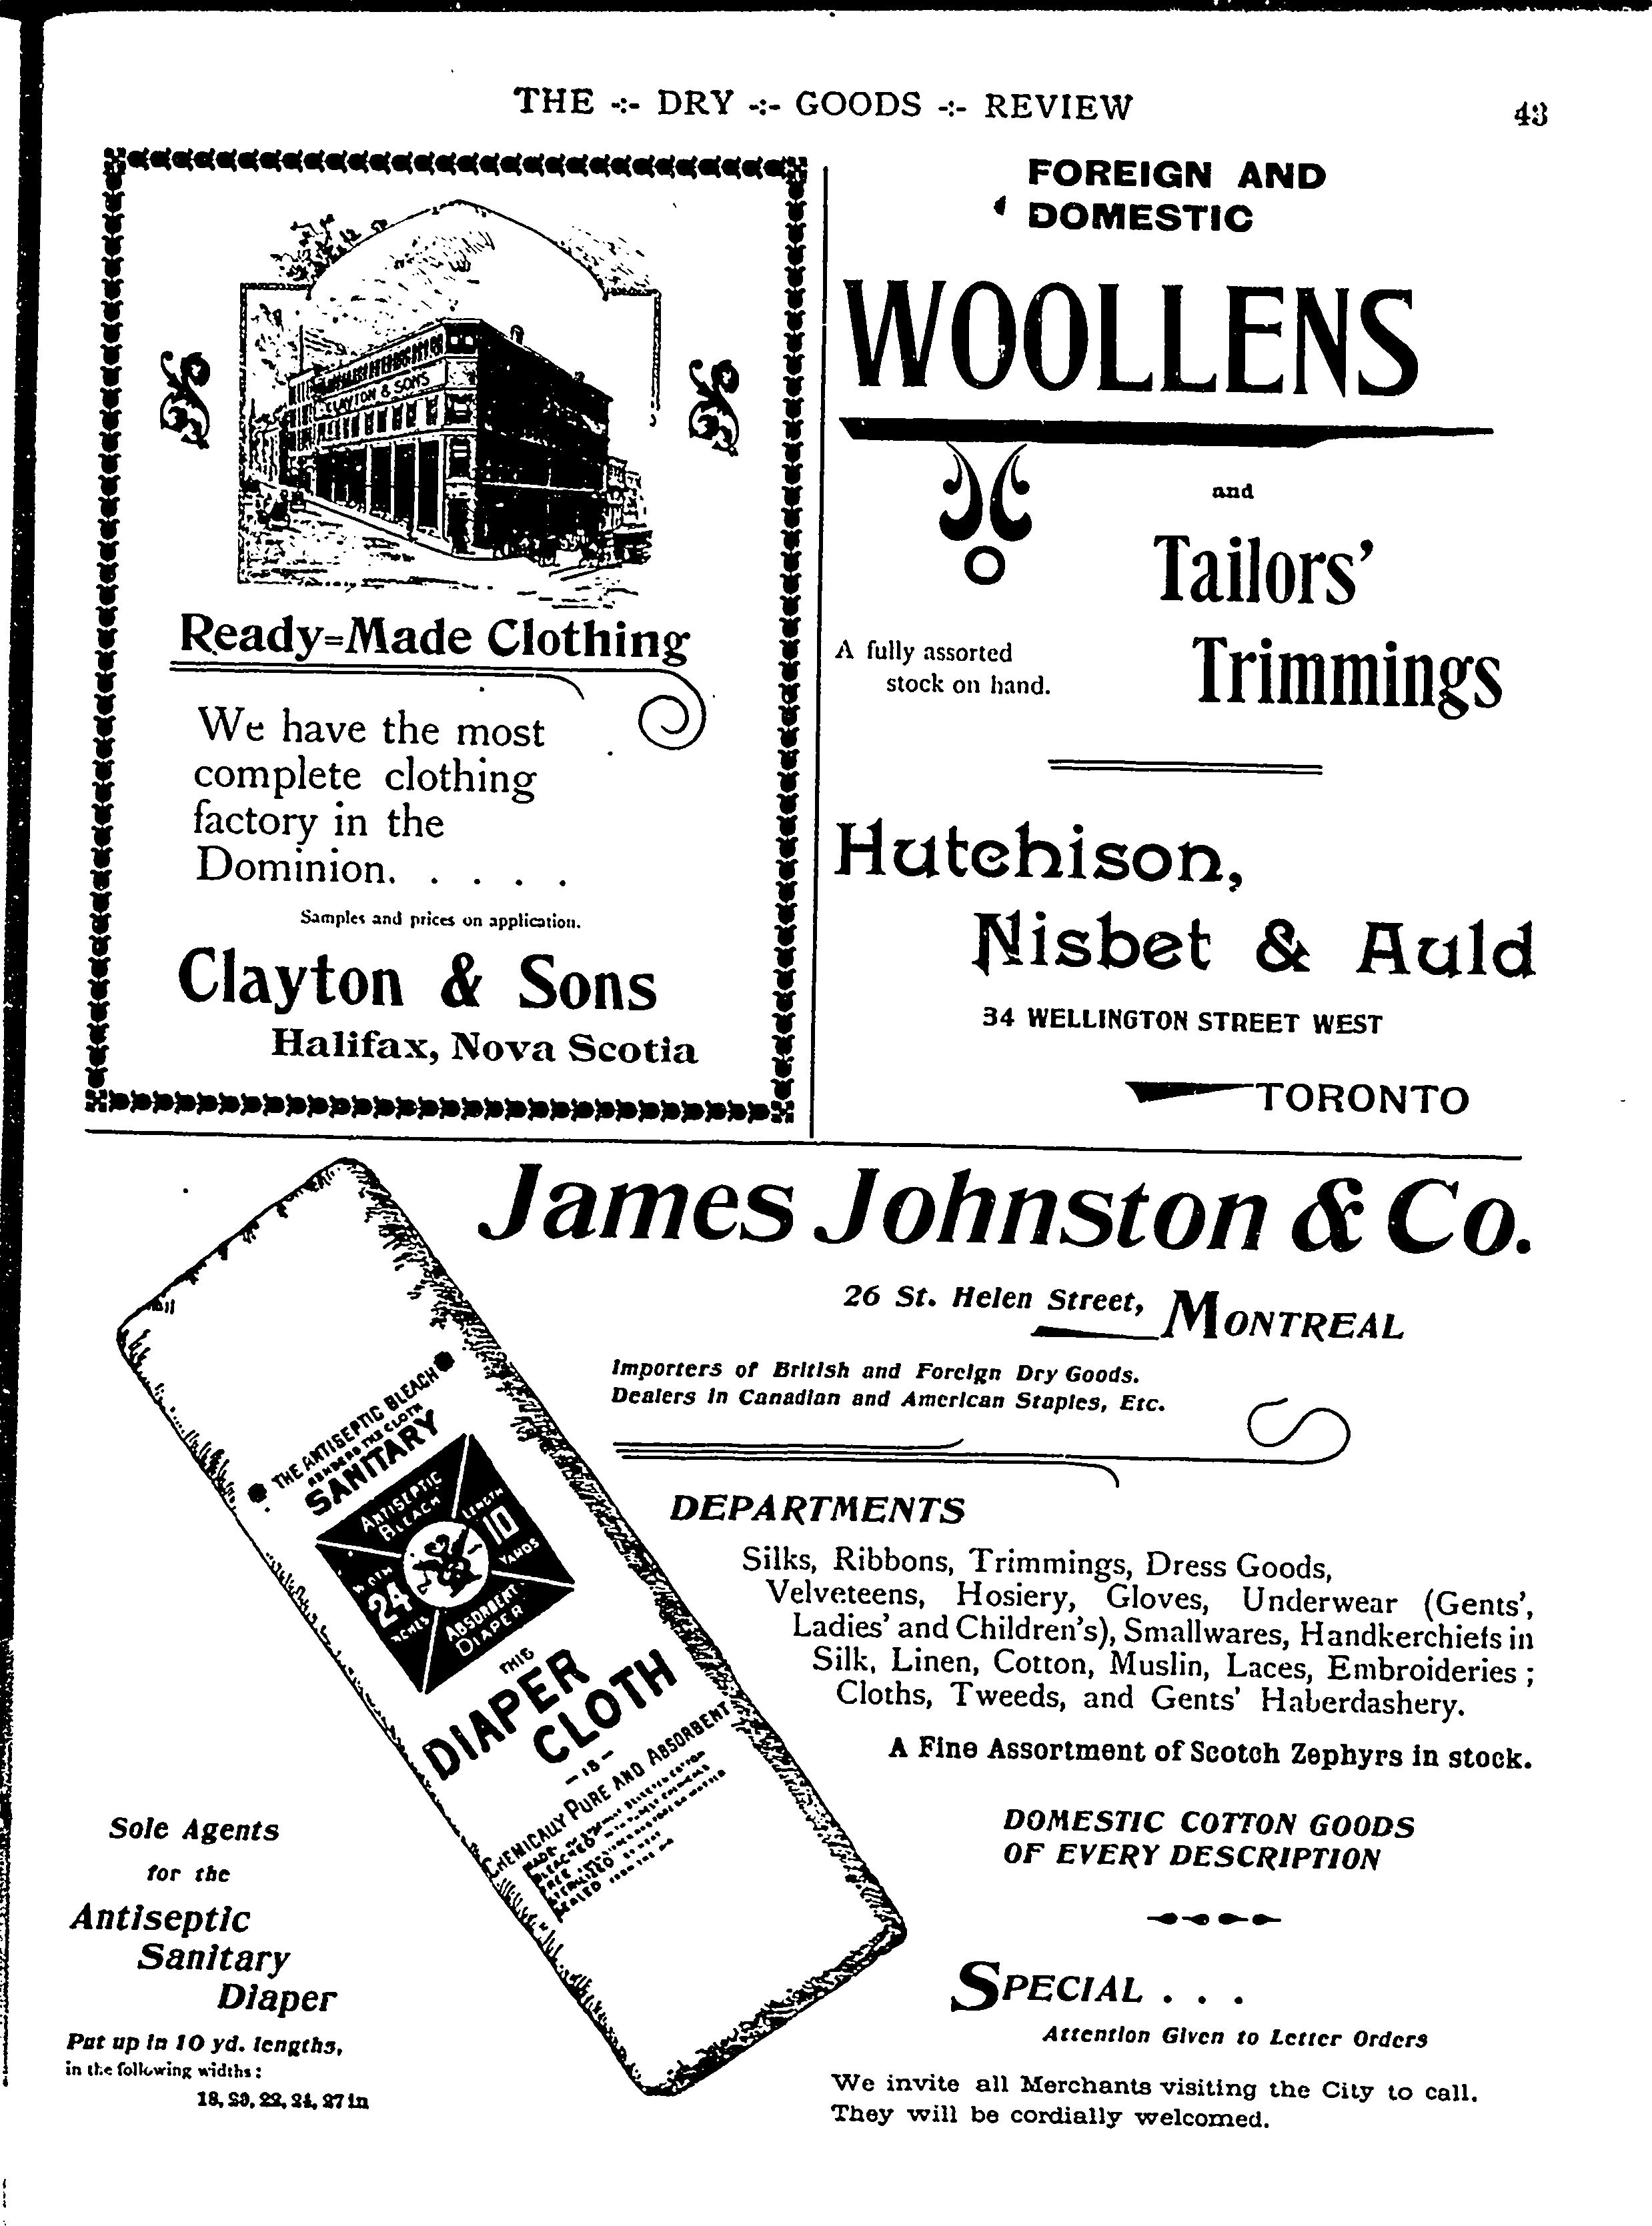 THE -:- DRY -:- GOODS -:- REVIEW
43
CLAYTON & SONS
Ready=Made Clothing
We have the most
complete clothing
factory in the
Dominion. . . . .
Samples and prices on application.
Clayton & Sons
Halifax, Nova Scotia
FOREIGN AND
DOMESTIC
WOOLLENS
and
Tailors'
Trimmings
A fully assorted
stock on hand.
Hutchison,
Nisbet & Auld
34 WELLINGTON STREET WEST
TORONTO
James Johnston & Co.
26 St. Helen Street, MONTREAL
Importers of British and Foreign Dry Goods.
Dealers in Canadian and American Staples, Etc.
DEPARTMENTS
Silks, Ribbons, Trimmings, Dress Goods,
Velveteens, Hosiery, Gloves, Underwear (Gents',
Ladies' and Children's), Smallwares, Handkerchiefs in
Silk, Linen, Cotton, Muslin, Laces, Embroideries ;
Cloths, Tweeds, and Gents' Haberdashery.
A Fine Assortment of Scotch Zephyrs in stock.
DOMESTIC COTTON GOODS
OF EVERY DESCRIPTION
SPECIAL . . .
Attention Given to Letter Orders
We invite all Merchants visiting the City to call.
They will be cordially welcomed.
THE ANTISEPTIC BLEACH
RENDERS THE CLOTH
SANITARY
ANTISEPTIC
BLEACH
LENGTH
10
YARDS
WIDTH
24
INCHES
ABSORBENT
DIAPER
THIS
DIAPER
CLOTH
- IS -
CHEMICALLY PURE AND ABSORBENT
Sole Agents
for the
Antiseptic
Sanitary
Diaper
Put up in 10 yd. lengths,
in the following widths :
18, 20, 22, 24, 27 in